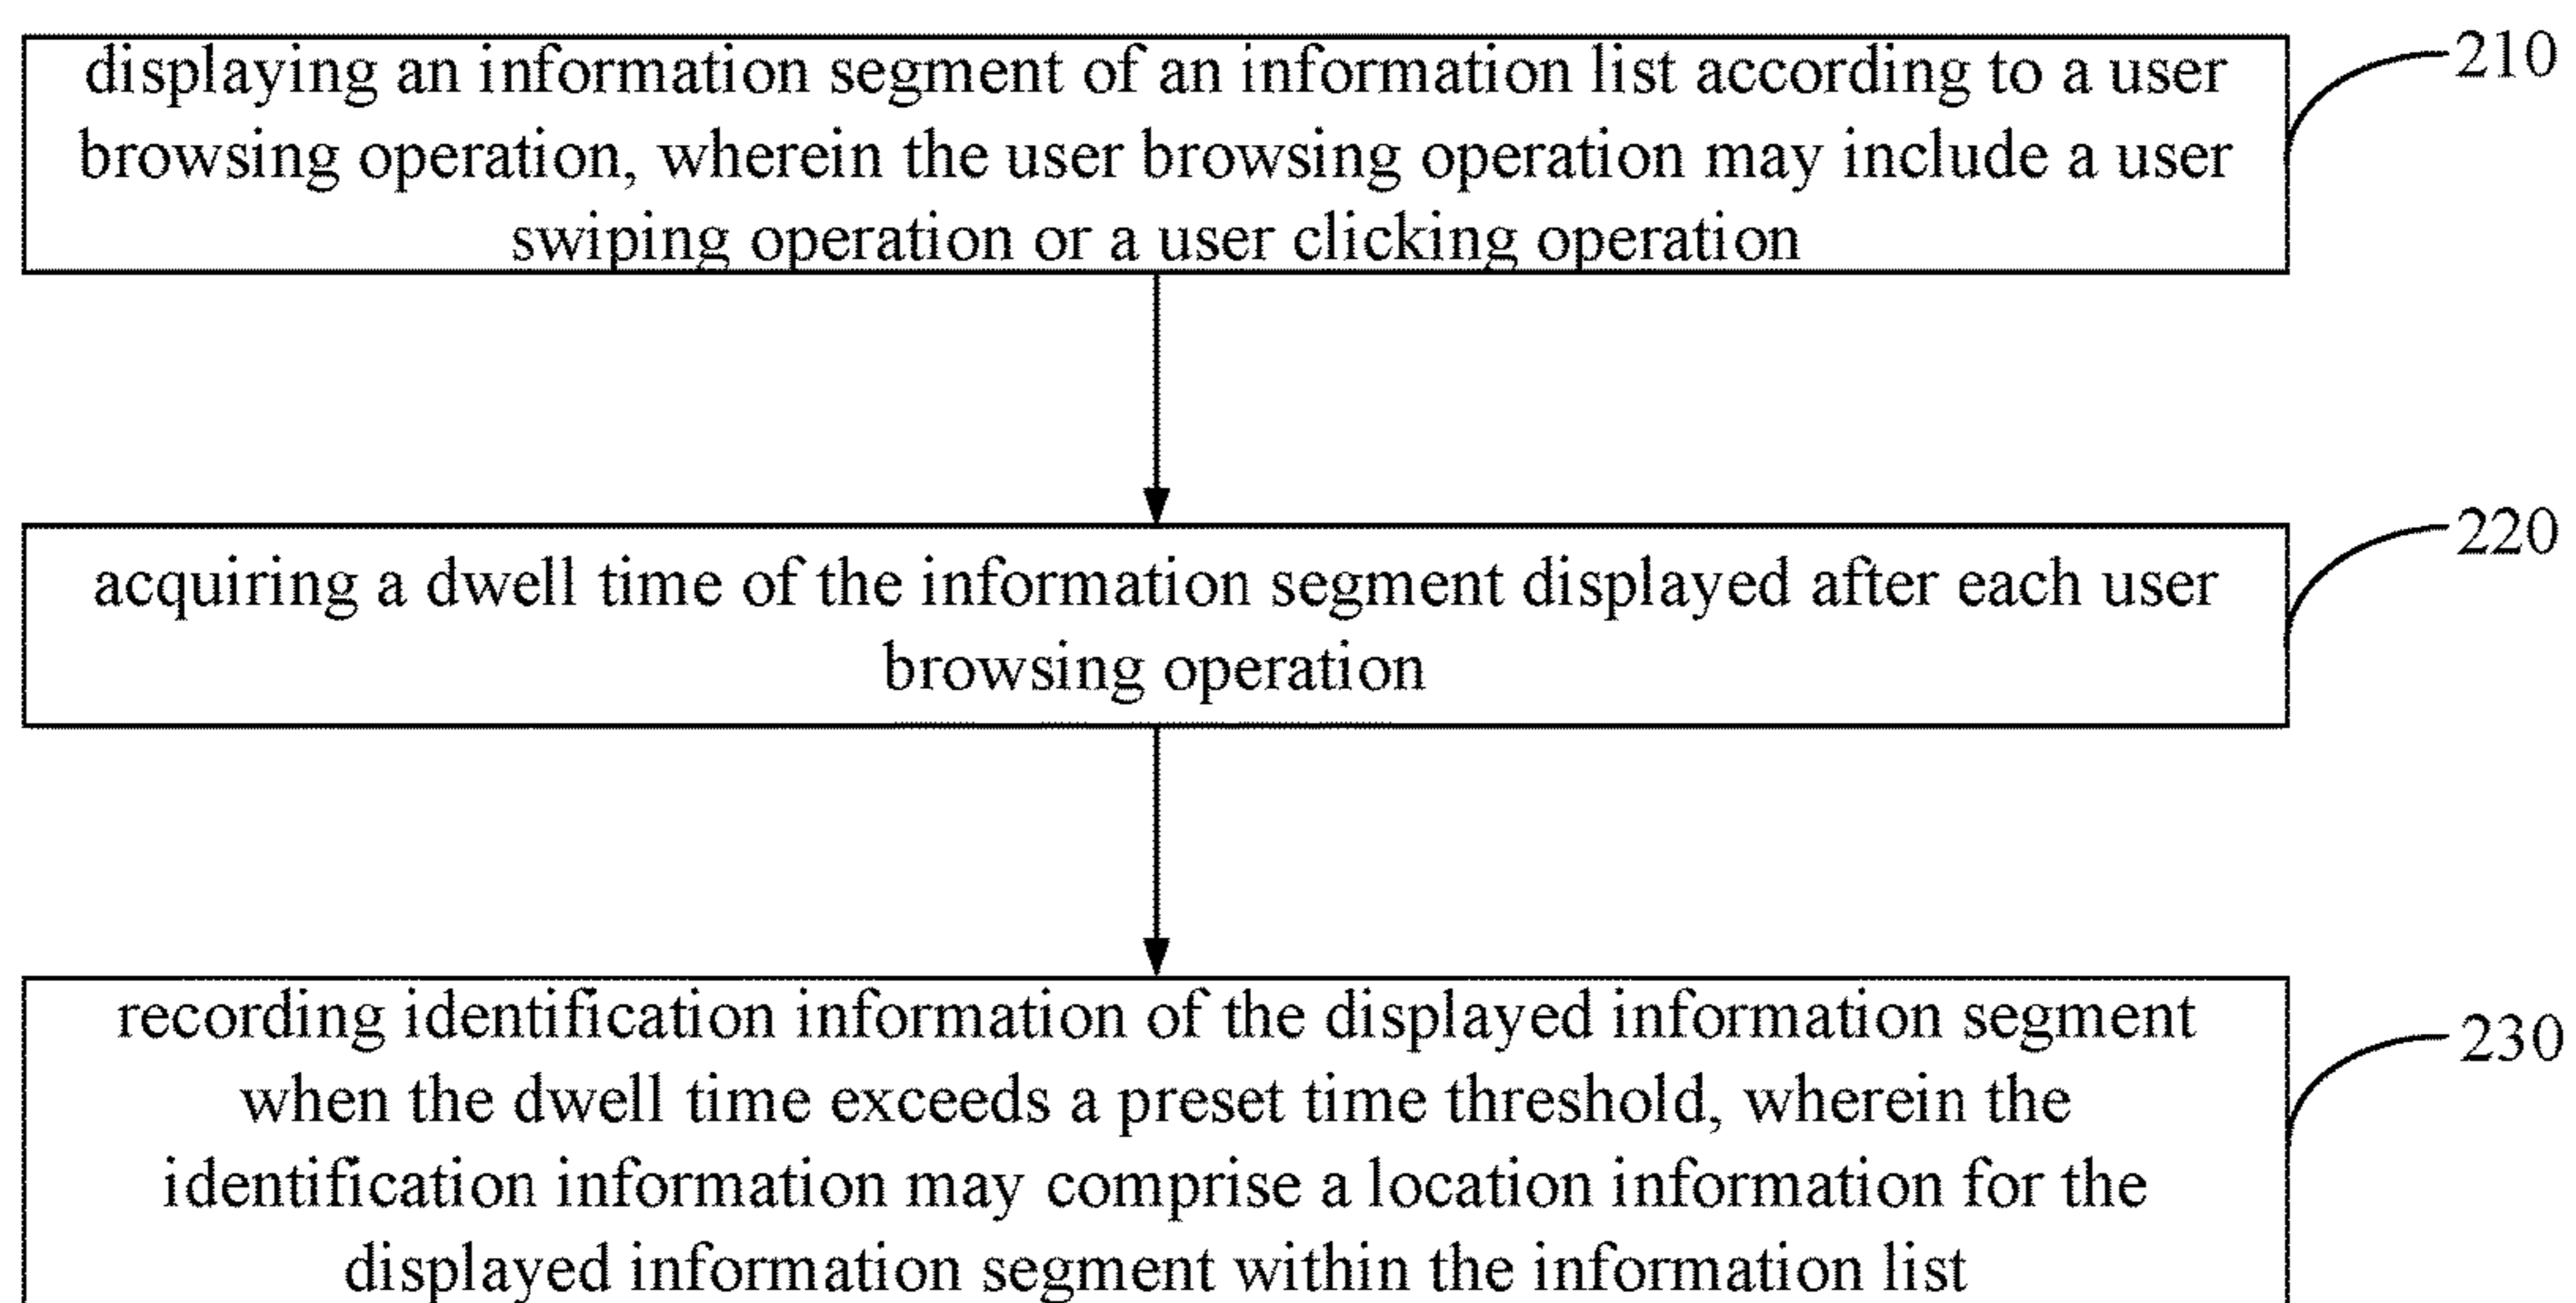 displaying an information segment of an information list according to a user
browsing operation, wherein the user browsing operation may include a user
swiping operation or a user clicking operation
210
acquiring a dwell time of the information segment displayed after each user
browsing operation
220
recording identification information of the displayed information segment
when the dwell time exceeds a preset time threshold, wherein the
identification information may comprise a location information for the
displayed information segment within the information list
230